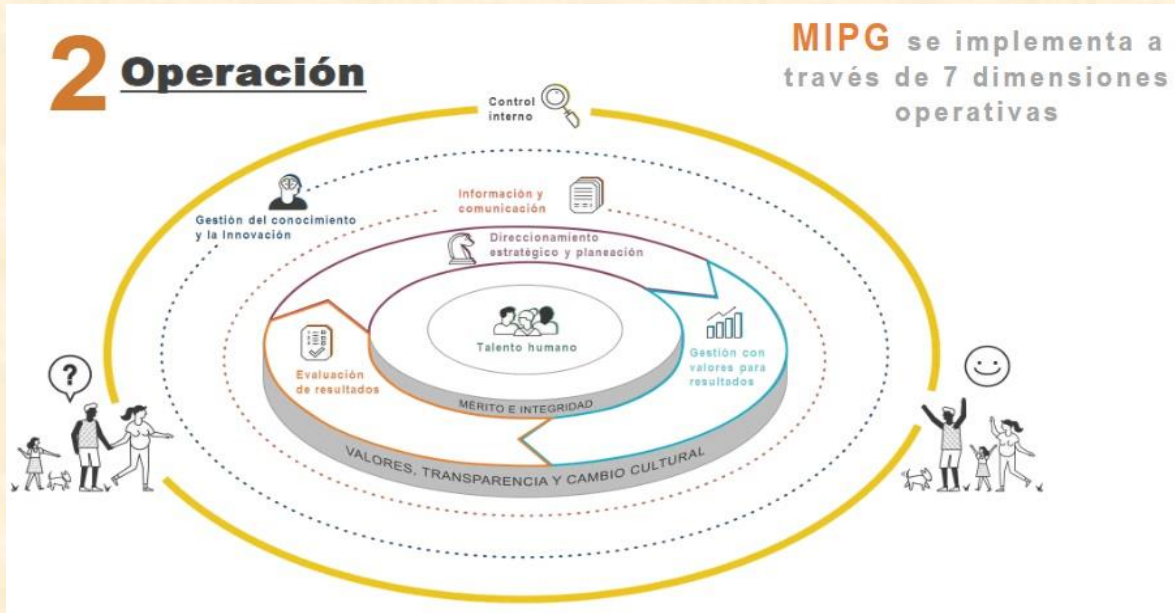 2 Operación
MIPG se implementa a
través de 7 dimensiones
operativas
Control
interno
Gestión del conocimiento
y la Innovación
Información y
comunicación
Direccionamiento
estratégico y planeación
Talento humano
Gestión con
valores para
resultados
Evaluación
de resultados
MÉRITO E INTEGRIDAD
VALORES, TRANSPARENCIA Y CAMBIO CULTURAL
?